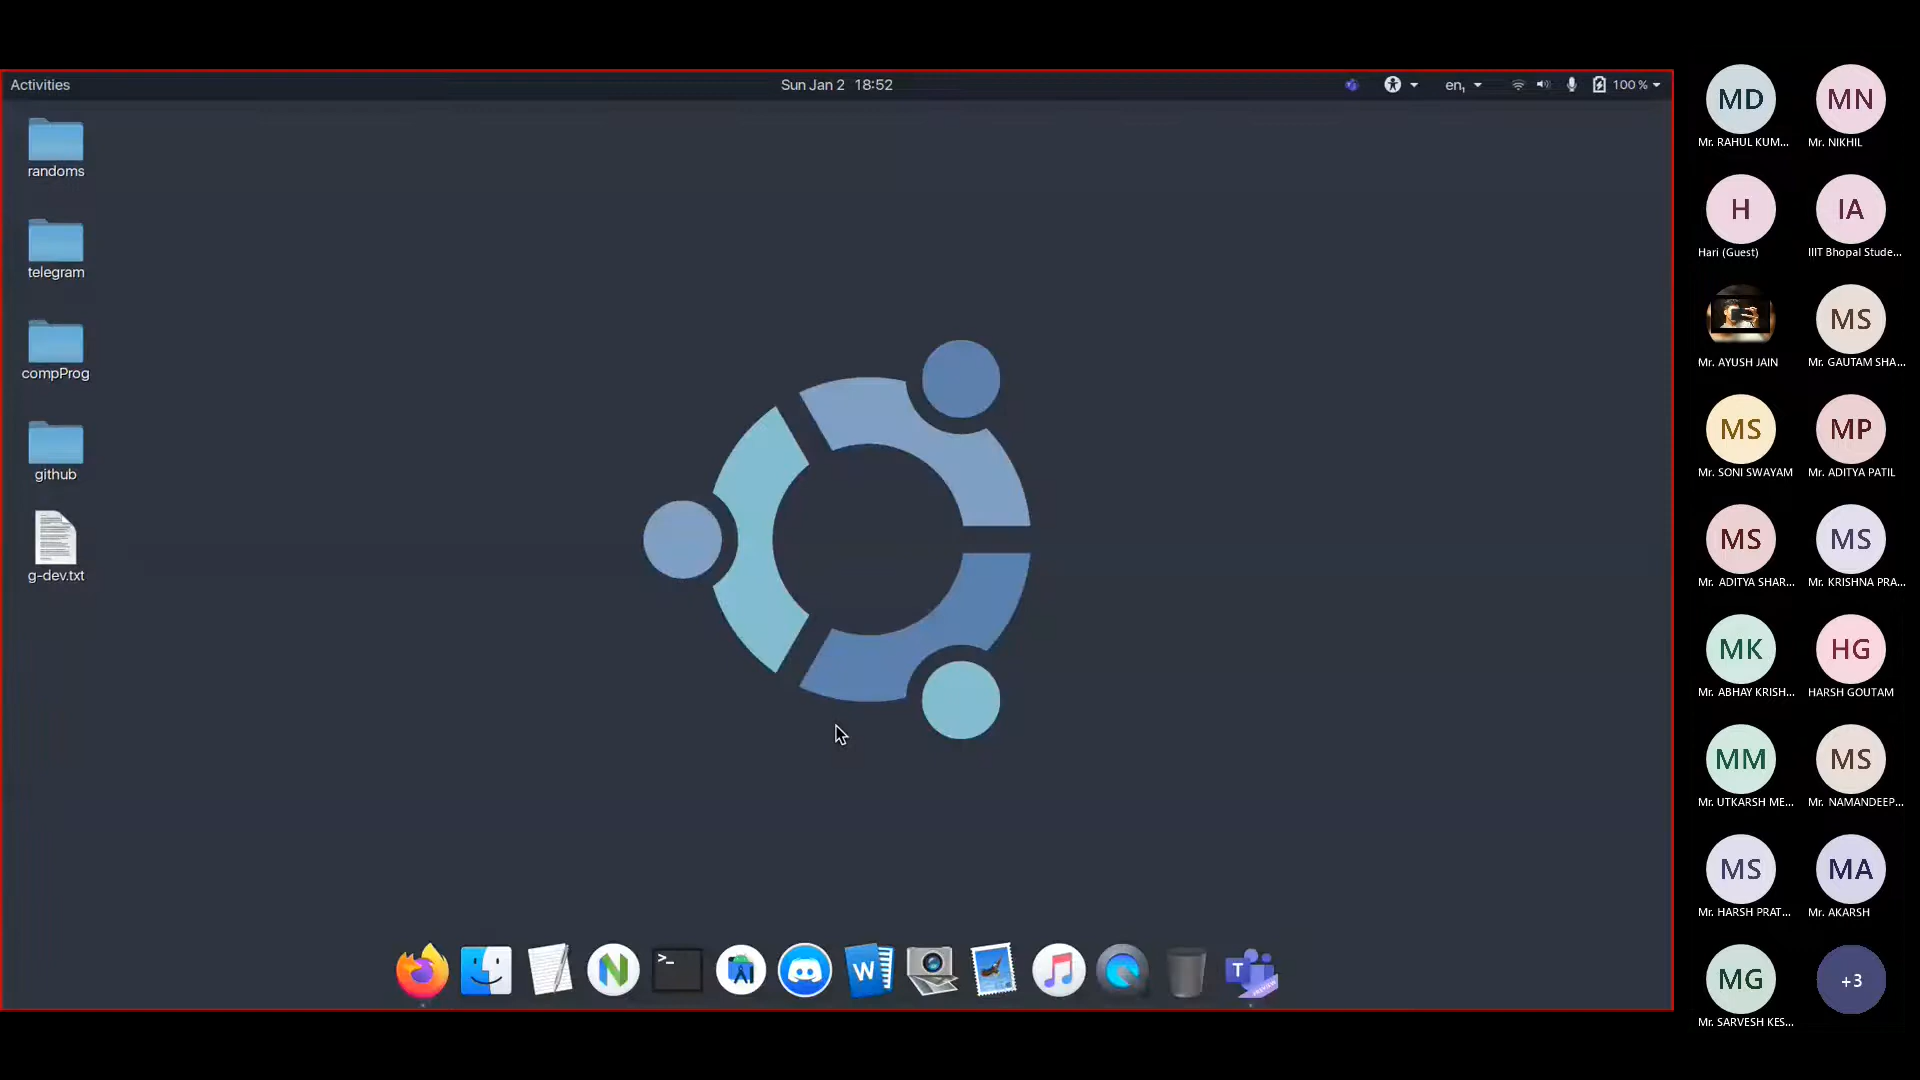 Activities
Sun Jan 2 18:52
en₁
100 %
randoms
telegram
compProg
github
g-dev.txt
>_
N
W
T
PREVIEW
MD
MN
Mr. RAHUL KUM...
Mr. NIKHIL
H
IA
Hari (Guest)
IIIT Bhopal Stude...
Mr. AYUSH JAIN
MS
Mr. GAUTAM SHA...
MS
MP
Mr. SONI SWAYAM
Mr. ADITYA PATIL
MS
MS
Mr. ADITYA SHAR...
Mr. KRISHNA PRA...
MK
HG
Mr. ABHAY KRISH...
HARSH GOUTAM
MM
MS
Mr. UTKARSH ME...
Mr. NAMANDEEP...
MS
MA
Mr. HARSH PRAT...
Mr. AKARSH
MG
+3
Mr. SARVESH KES...